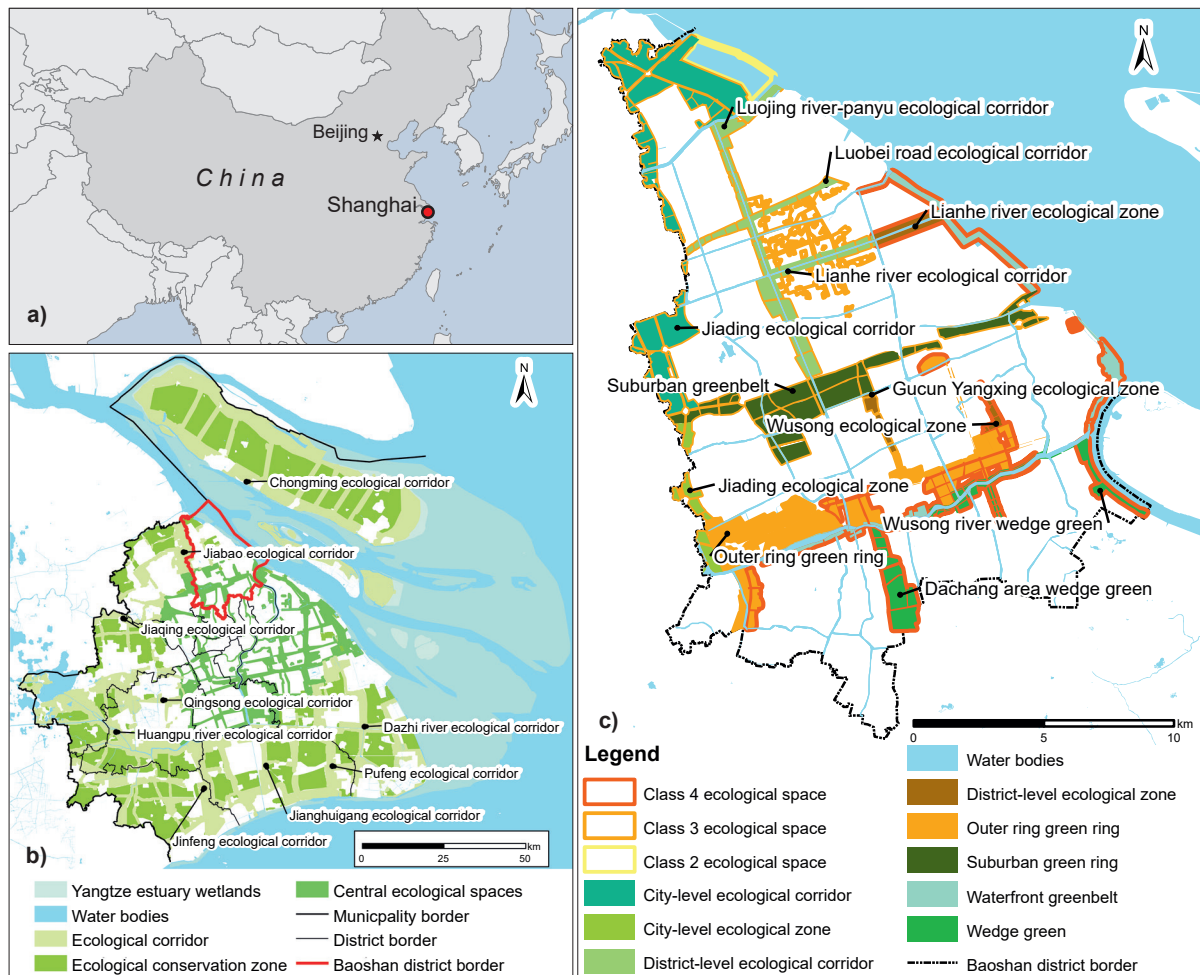 Beijing
China
Shanghai
a)
N
Chongming ecological corridor
Jiabao ecological corridor
Jiaqing ecological corridor
Qingsong ecological corridor
Huangpu river ecological corridor
Dazhi river ecological corridor
Pufeng ecological corridor
Jianghuigang ecological corridor
Jinfeng ecological corridor
b)
km
0 25 50
Yangtze estuary wetlands
Water bodies
Ecological corridor
Ecological conservation zone
Central ecological spaces
Municpality border
District border
Baoshan district border
N
Luojing river-panyu ecological corridor
Luobei road ecological corridor
Lianhe river ecological zone
Lianhe river ecological corridor
Jiading ecological corridor
Suburban greenbelt
Gucun Yangxing ecological zone
Wusong ecological zone
Jiading ecological zone
Wusong river wedge green
Outer ring green ring
Dachang area wedge green
c)
km
0 5 10
Legend
Class 4 ecological space
Class 3 ecological space
Class 2 ecological space
City-level ecological corridor
City-level ecological zone
District-level ecological corridor
Water bodies
District-level ecological zone
Outer ring green ring
Suburban green ring
Waterfront greenbelt
Wedge green
Baoshan district border